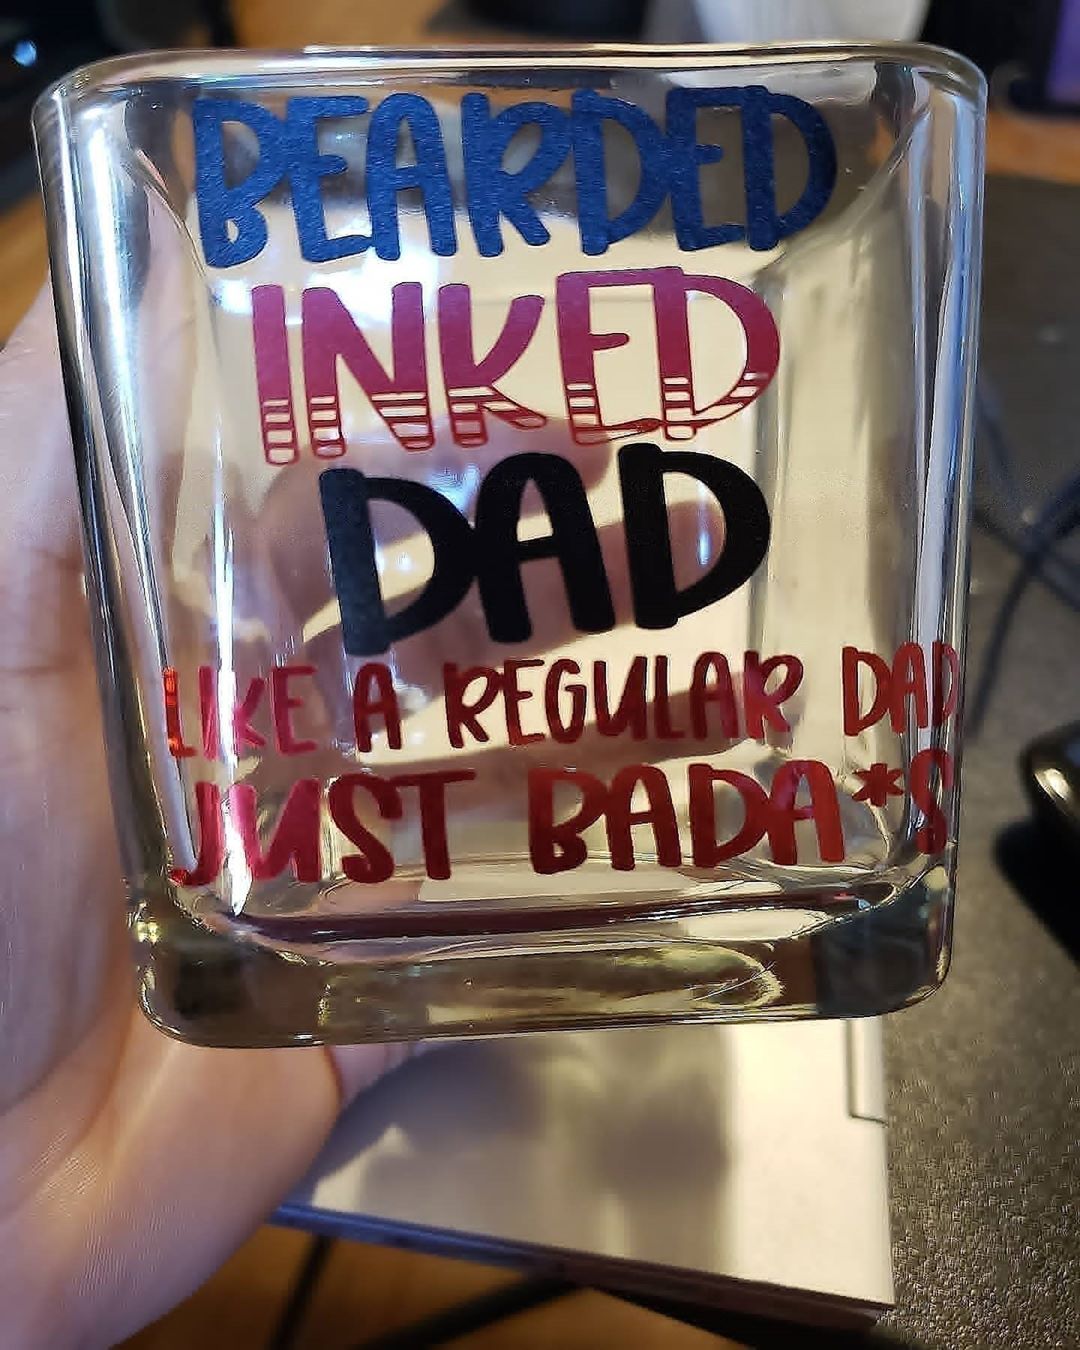 BEARDED
INKED
DAD
LIKE A REGULAR DAD
JUST BADA*S